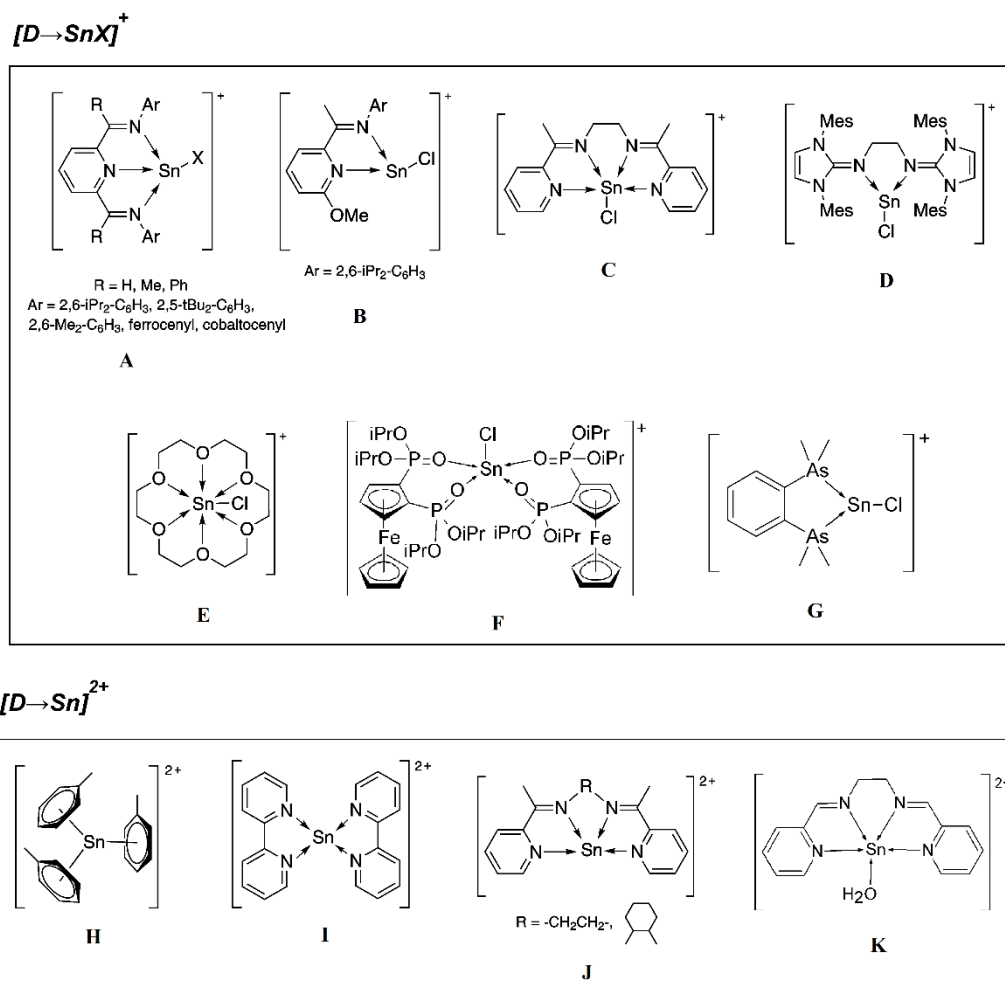 [D→SnX]+
R
N
Ar
+
N
Sn
X
N
R
Ar
R = H, Me, Ph
Ar = 2,6-iPr2-C6H3, 2,5-tBu2-C6H3,
2,6-Me2-C6H3, ferrocenyl, cobaltocenyl
A
Ar
+
N
N
Sn
Cl
OMe
Ar = 2,6-iPr2-C6H3
B
+
N
N
N
Sn
N
Cl
C
Mes
Mes
+
N
N
N
N
N
N
Mes
Sn
Mes
Cl
D
O
+
O
O
Sn
Cl
O
O
O
E
iPrO
OiPr
Cl
iPrO
OiPr
+
iPrO
P
O
Sn
O
P
OiPr
O
O
P
P
OiPr
OiPr
Fe
iPrO
iPrO
OiPr
Fe
F
As
+
Sn
Cl
As
G
[D→Sn]2+
2+
Sn
H
2+
N
N
Sn
N
N
I
R
2+
N
N
N
Sn
N
R = -CH2CH2-,
J
2+
N
N
N
Sn
N
H2O
K